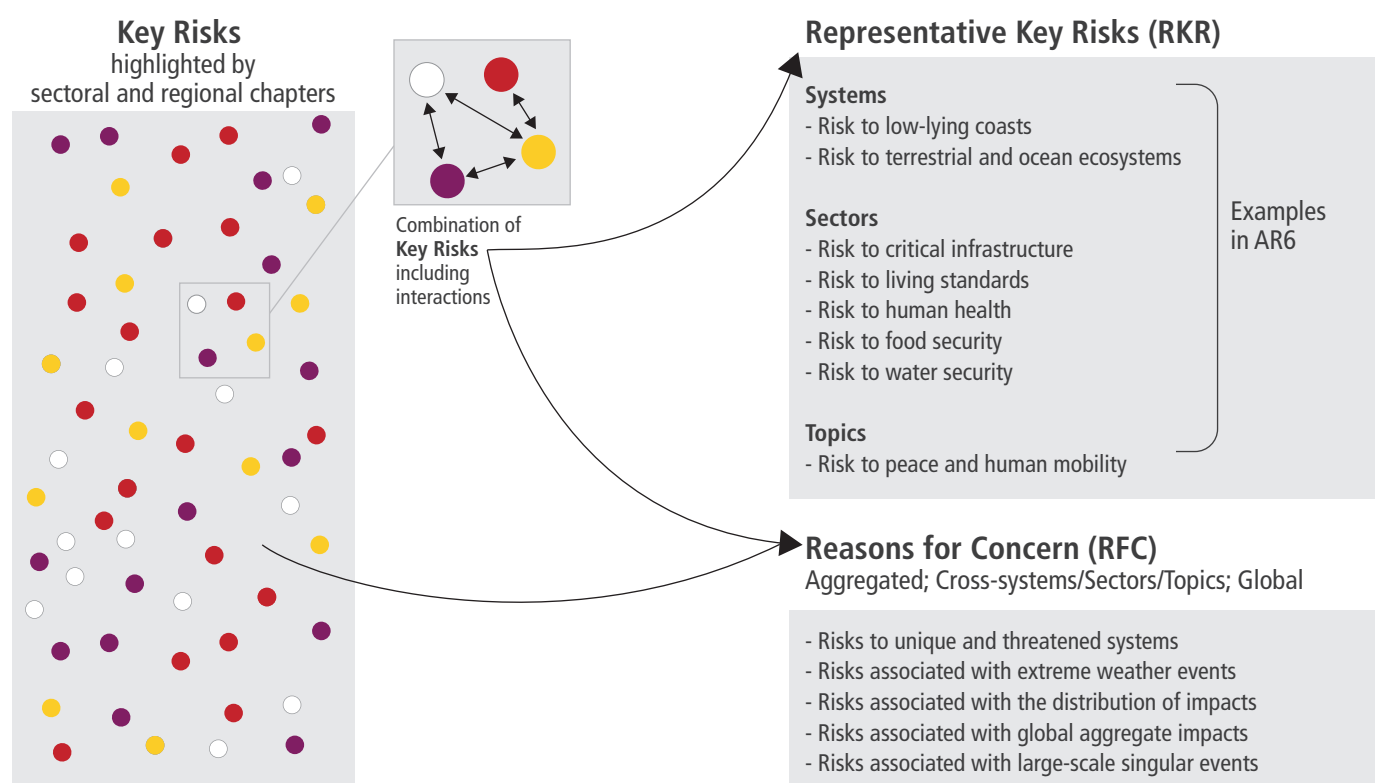 Key Risks
highlighted by
sectoral and regional chapters
Combination of
Key Risks
including
interactions
Representative Key Risks (RKR)
Systems
- Risk to low-lying coasts
- Risk to terrestrial and ocean ecosystems
Sectors
- Risk to critical infrastructure
- Risk to living standards
- Risk to human health
- Risk to food security
- Risk to water security
Topics
- Risk to peace and human mobility
Examples
in AR6
Reasons for Concern (RFC)
Aggregated; Cross-systems/Sectors/Topics; Global
- Risks to unique and threatened systems
- Risks associated with extreme weather events
- Risks associated with the distribution of impacts
- Risks associated with global aggregate impacts
- Risks associated with large-scale singular events